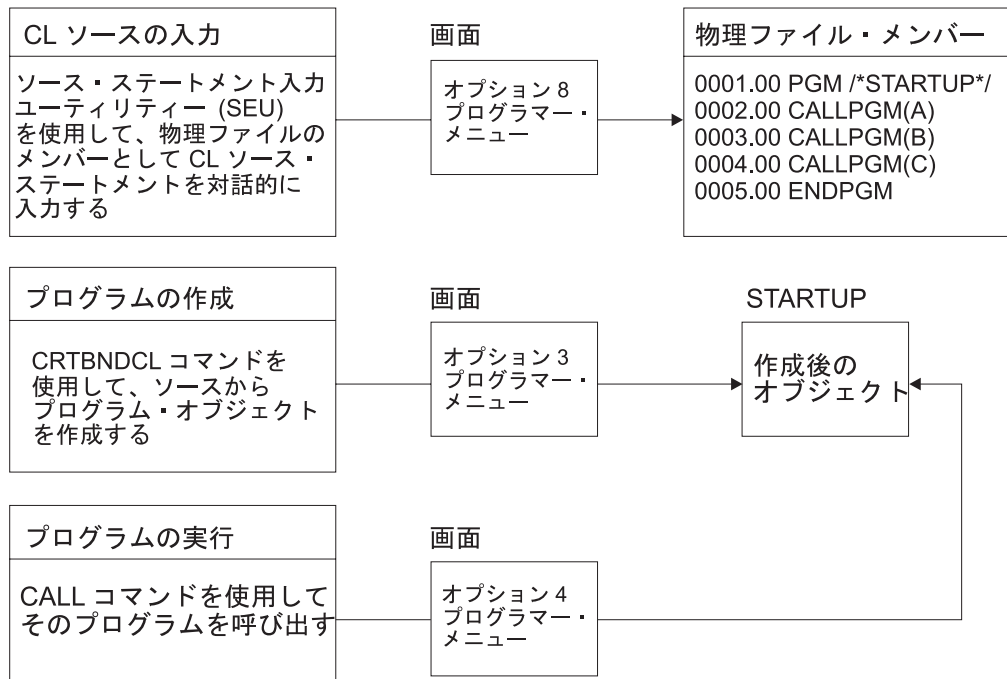 CL ソースの入力
ソース・ステートメント入力
ユーティリティー (SEU)
を使用して、物理ファイルの
メンバーとして CL ソース・
ステートメントを対話的に
入力する
画面
オプション 8
プログラマー・
メニュー
物理ファイル・メンバー
0001.00 PGM /*STARTUP*/
0002.00 CALLPGM(A)
0003.00 CALLPGM(B)
0004.00 CALLPGM(C)
0005.00 ENDPGM
プログラムの作成
CRTBNDCL コマンドを
使用して、ソースから
プログラム・オブジェクト
を作成する
画面
オプション 3
プログラマー・
メニュー
STARTUP
作成後の
オブジェクト
プログラムの実行
CALL コマンドを使用して
そのプログラムを呼び出す
画面
オプション 4
プログラマー・
メニュー